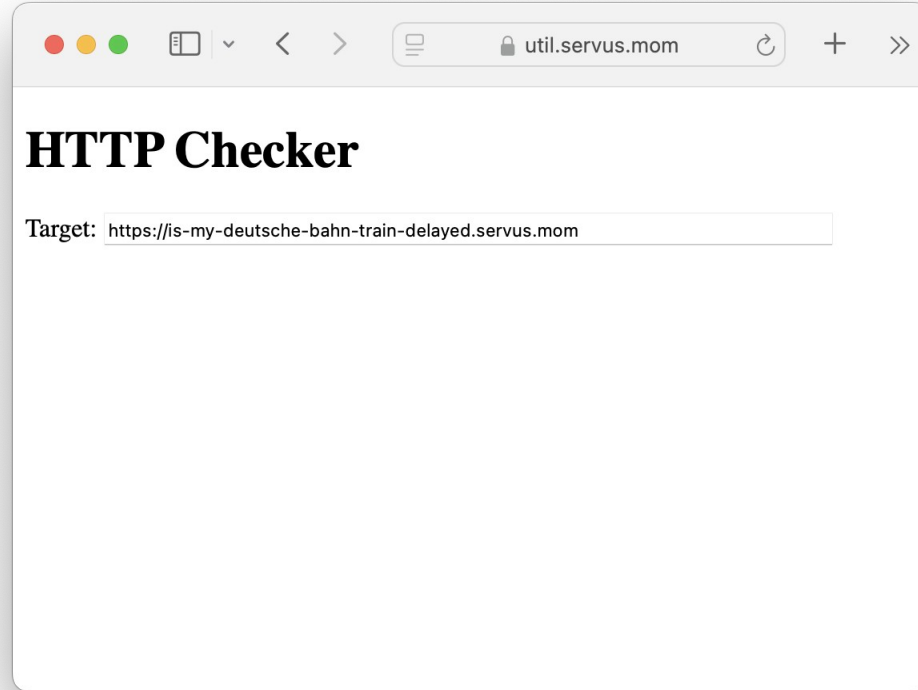 util.servus.mom
HTTP Checker
Target: https://is-my-deutsche-bahn-train-delayed.servus.mom